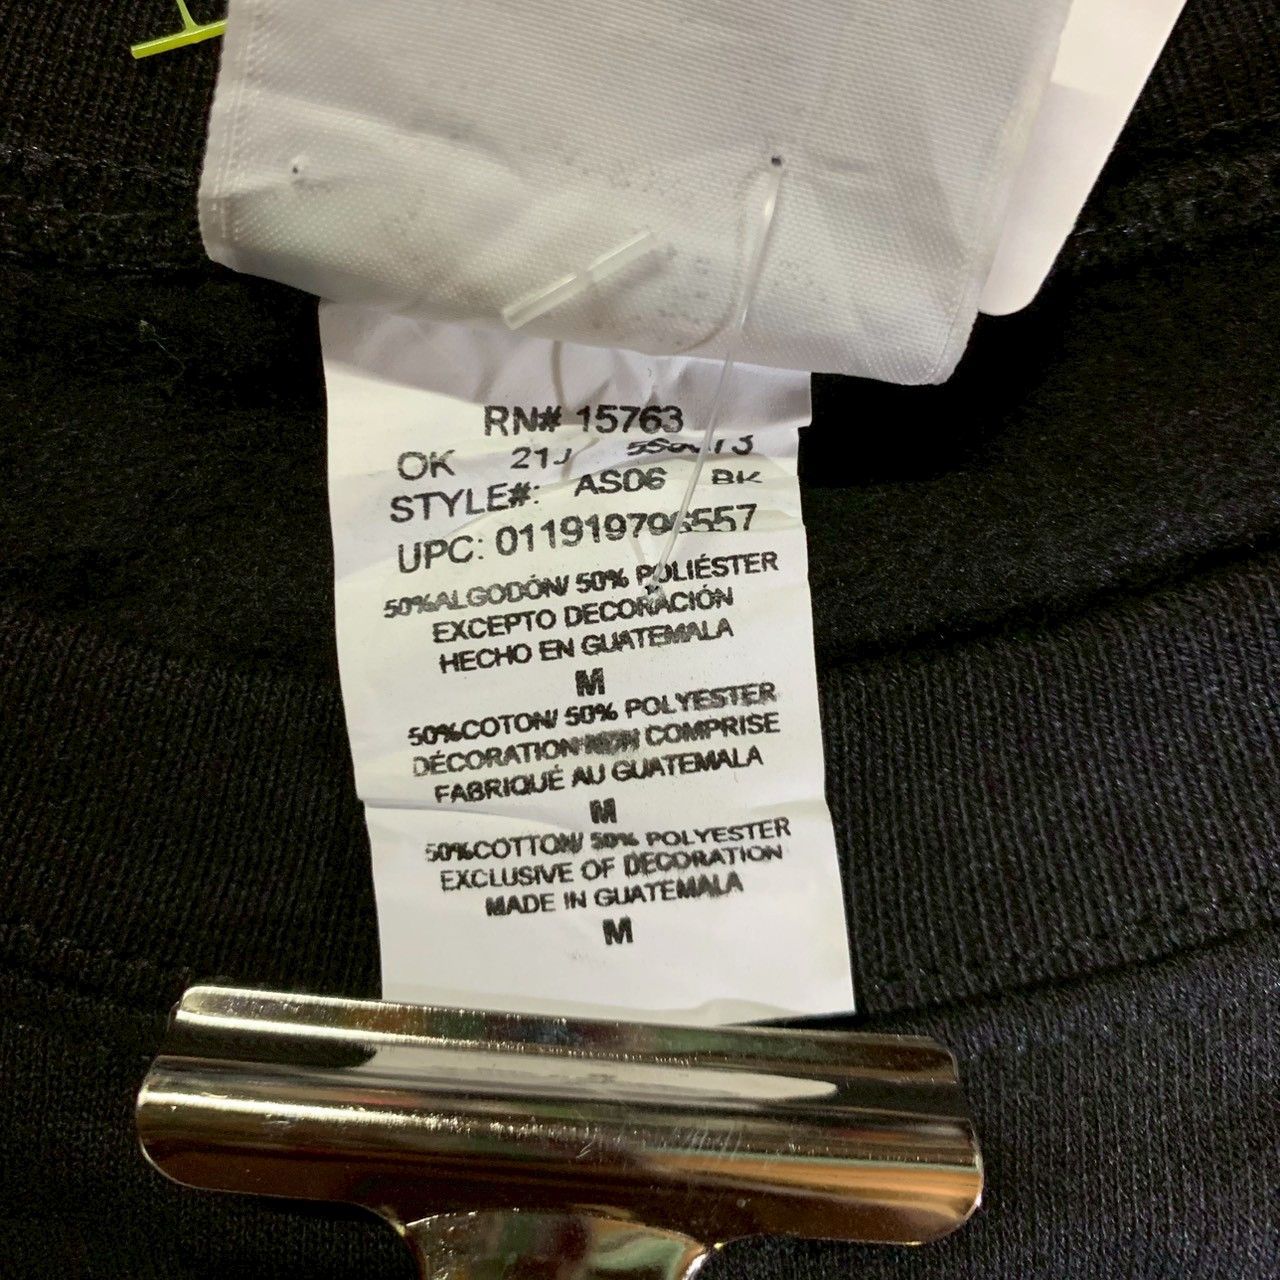 RN# 15763
OK 21J
STYLE#: AS06 BK
UPC: 011919796557
50%ALGODÓN/ 50% POLIÉSTER
EXCEPTO DECORACIÓN
HECHO EN GUATEMALA
M
50%COTON/ 50% POLYESTER
DÉCORATION NON COMPRISE
FABRIQUÉ AU GUATEMALA
M
50%COTTON/ 50% POLYESTER
EXCLUSIVE OF DECORATION
MADE IN GUATEMALA
M